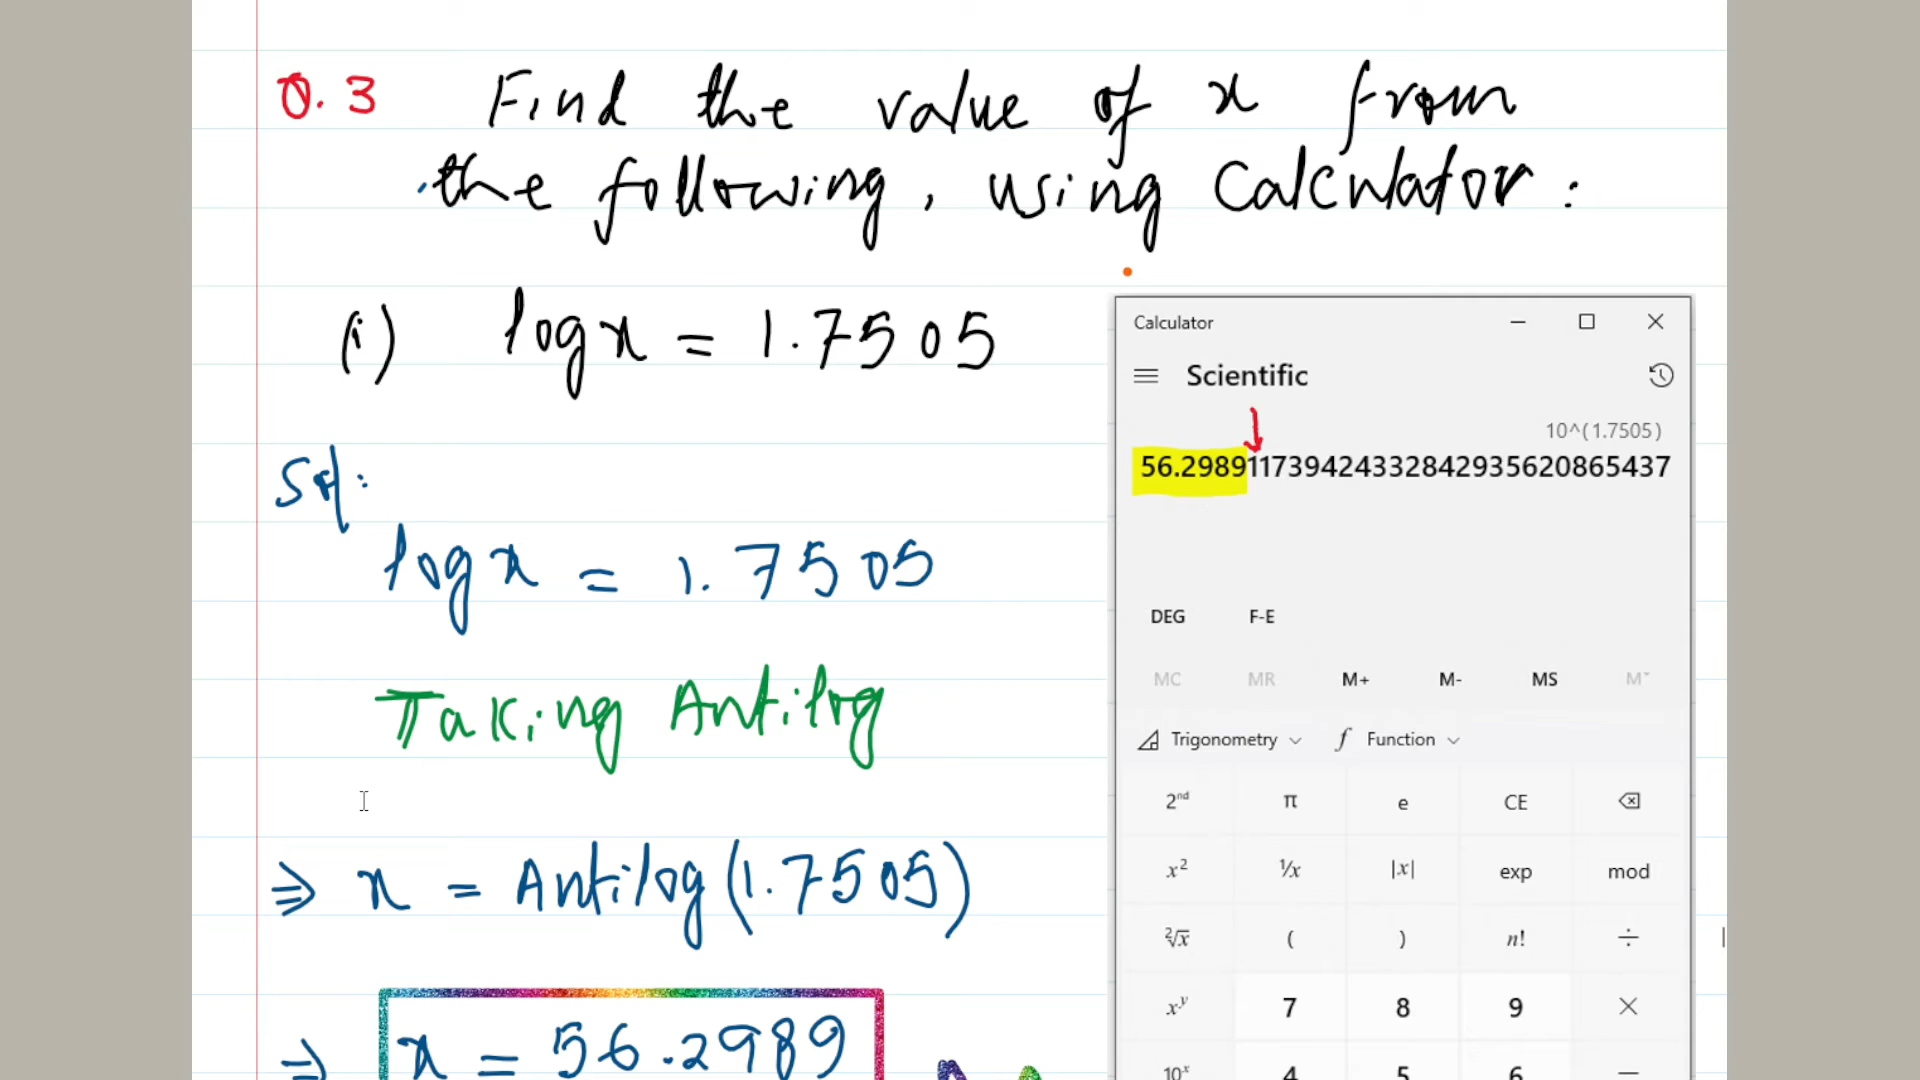 Q.3 Find the value of x from
the following, using Calculator:
(i) log x = 1.7505
Sol:
log x = 1.7505
Taking Antilog
⇒ x = Antilog(1.7505)
⇒ x = 56.2989
Calculator
Scientific
10^(1.7505)
56.298911739424332842935620865437
DEG F-E
MC MR M+ M- MS M˅
Trigonometry Function
2ⁿᵈ π e CE
x² ¹/x |x| exp mod
²√x ( ) n! ÷
xʸ 7 8 9 ×
10ˣ 4 5 6 −